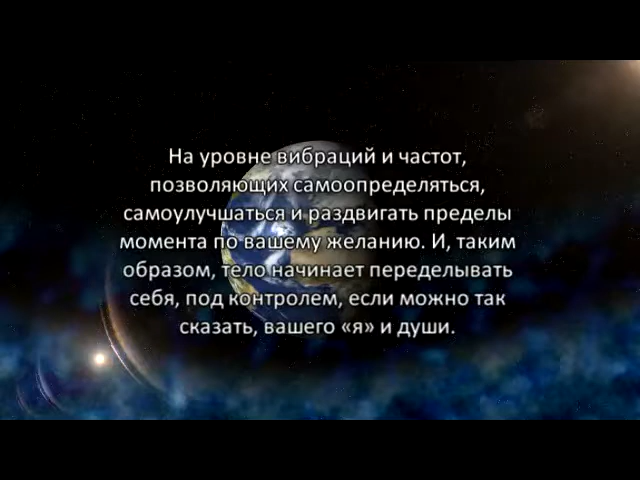 На уровне вибраций и частот,
позволяющих самоопределяться,
самоулучшаться и раздвигать пределы
момента по вашему желанию. И, таким
образом, тело начинает переделывать
себя, под контролем, если можно так
сказать, вашего «я» и души.